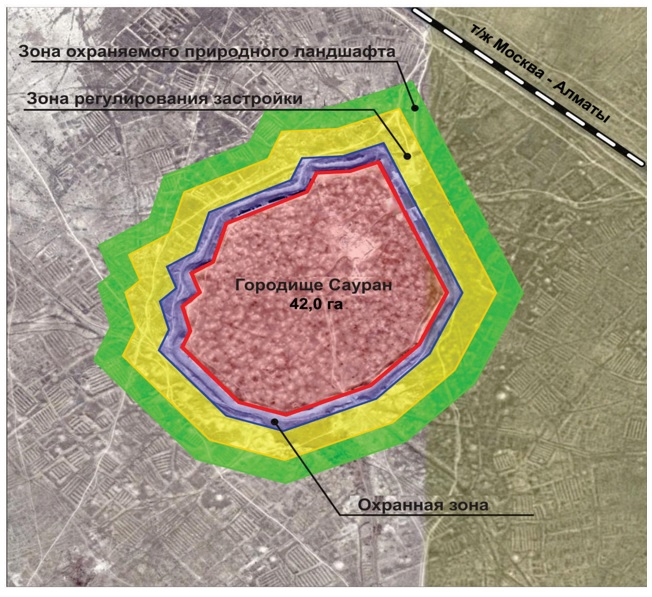 Зона охраняемого природного ландшафта
т/ж Москва - Алматы
Зона регулирования застройки
Городище Сауран
42,0 га
Охранная зона